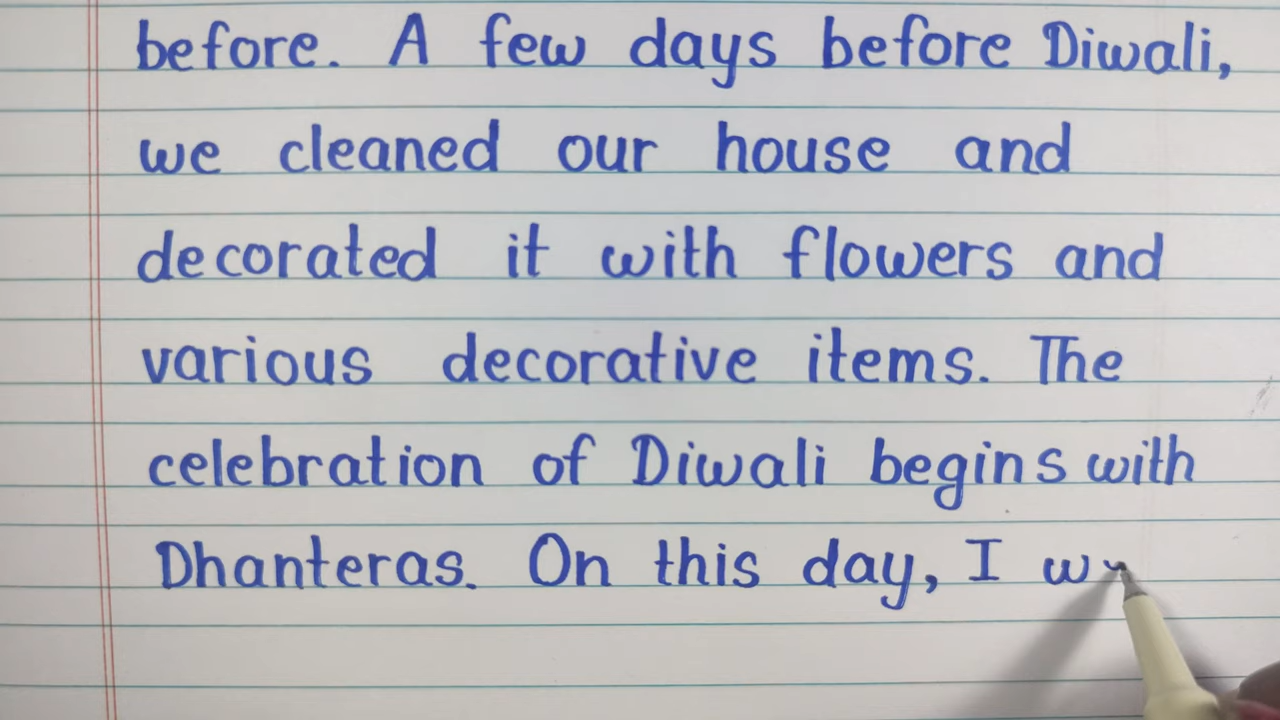 before. A few days before Diwali,
we cleaned our house and
decorated it with flowers and
various decorative items. The
celebration of Diwali begins with
Dhanteras. On this day, I